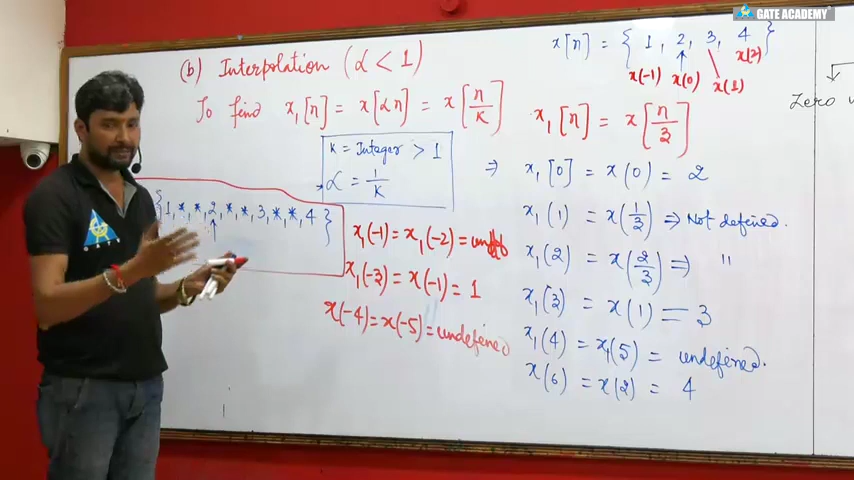 GATE ACADEMY
(b) Interpolation (α < 1)
x[n] = { 1, 2, 3, 4 }
↑
x(-1) x(0) x(1) x(2)
To find x₁[n] = x[αn] = x[n/K]
x₁[n] = x[n/3]
K = Integer > 1
α = 1/K
{1, *, *, 2, *, *, 3, *, *, 4}
↑
x₁(-1) = x₁(-2) =
x₁(-3) = x(-1) = 1
x(-4) = x(-5) = undefined
⇒ x₁[0] = x(0) = 2
x₁(1) = x(1/3) ⇒ Not defined.
x₁(2) = x(2/3) ⇒ "
x₁(3) = x(1) = 3
x₁(4) = x₁(5) = undefined.
x(6) = x(2) = 4
Zero